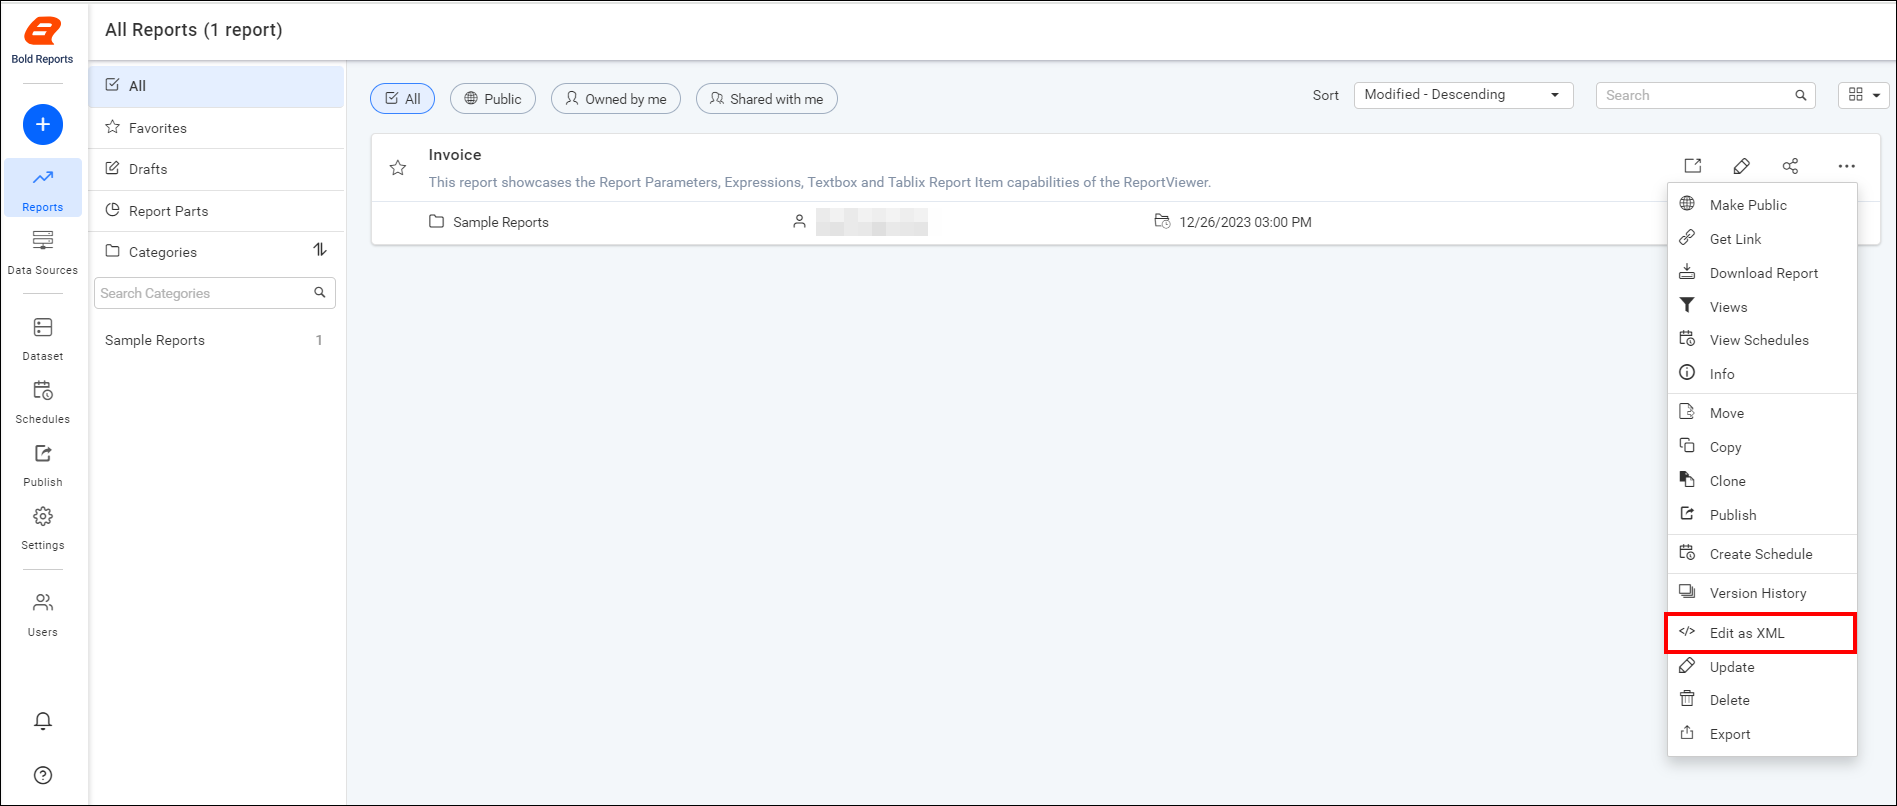 Bold Reports
Reports
Data Sources
Dataset
Schedules
Publish
Settings
Users
All Reports (1 report)
All
Favorites
Drafts
Report Parts
Categories
Search Categories
Sample Reports 1
All Public Owned by me Shared with me Sort Modified - Descending Search
Invoice
This report showcases the Report Parameters, Expressions, Textbox and Tablix Report Item capabilities of the ReportViewer.
Sample Reports 12/26/2023 03:00 PM
Make Public
Get Link
Download Report
Views
View Schedules
Info
Move
Copy
Clone
Publish
Create Schedule
Version History
</> Edit as XML
Update
Delete
Export